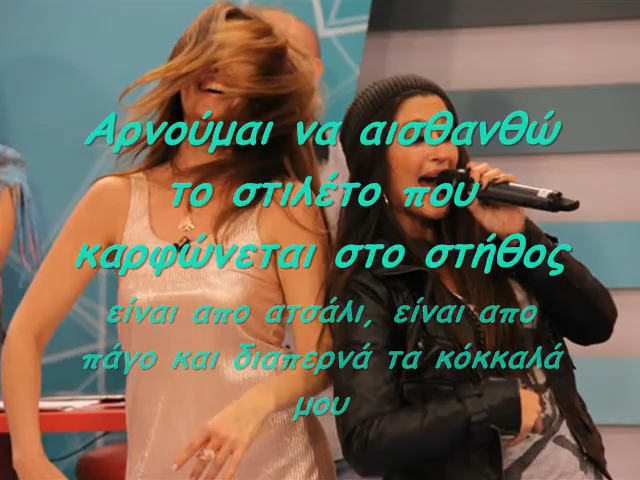 Αρνούμαι να αισθανθώ
το στιλέτο που
καρφώνεται στο στήθος
είναι απο ατσάλι, είναι απο
πάγο και διαπερνά τα κόκκαλά
μου